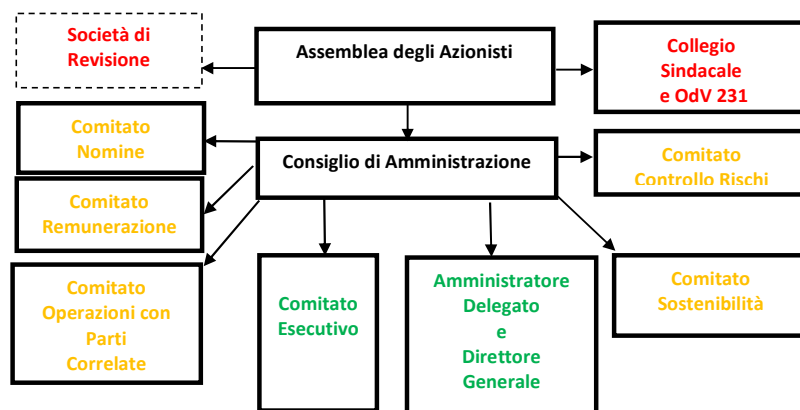 Società di
Revisione
Assemblea degli Azionisti
Collegio
Sindacale
e OdV 231
Comitato
Nomine
Consiglio di Amministrazione
Comitato
Controllo Rischi
Comitato
Remunerazione
Comitato
Operazioni con
Parti
Correlate
Comitato
Esecutivo
Amministratore
Delegato
e
Direttore
Generale
Comitato
Sostenibilità